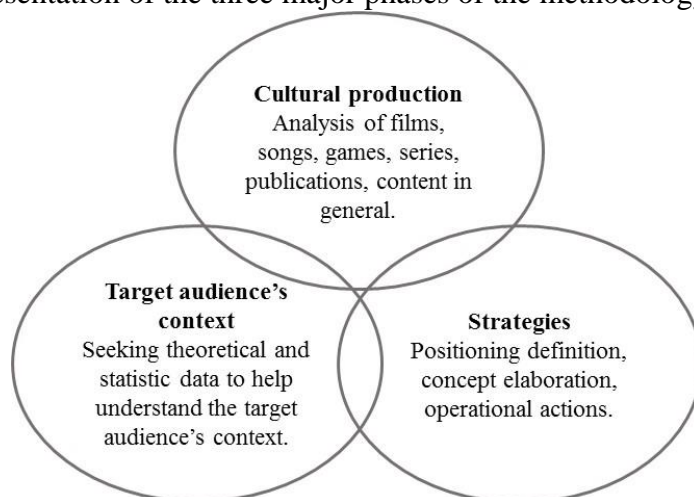 esentation of the three major phases of the methodolog
Cultural production
Analysis of films,
songs, games, series,
publications, content in
general.
Target audience's
context
Seeking theoretical and
statistic data to help
understand the target
audience's context.
Strategies
Positioning definition,
concept elaboration,
operational actions.